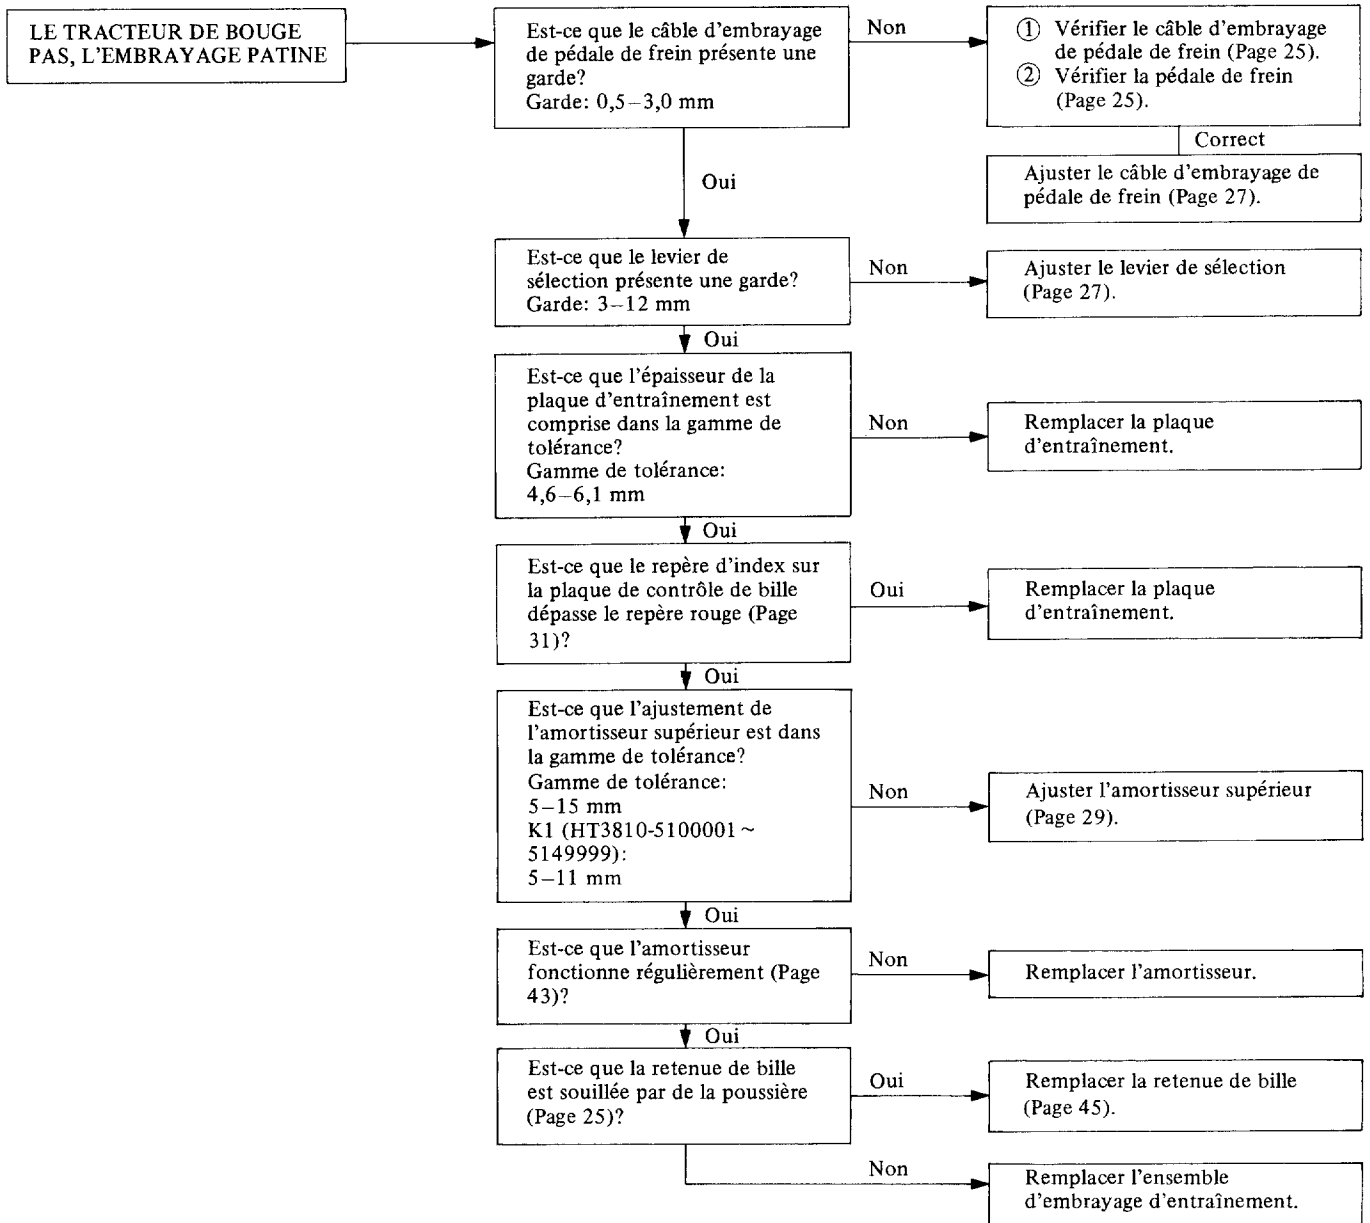 LE TRACTEUR DE BOUGE
PAS, L'EMBRAYAGE PATINE
Est-ce que le câble d'embrayage
de pédale de frein présente une
garde?
Garde: 0,5–3,0 mm
Non
① Vérifier le câble d'embrayage
de pédale de frein (Page 25).
② Vérifier la pédale de frein
(Page 25).
Correct
Ajuster le câble d'embrayage de
pédale de frein (Page 27).
Oui
Est-ce que le levier de
sélection présente une garde?
Garde: 3–12 mm
Non
Ajuster le levier de sélection
(Page 27).
Oui
Est-ce que l'épaisseur de la
plaque d'entraînement est
comprise dans la gamme de
tolérance?
Gamme de tolérance:
4,6–6,1 mm
Non
Remplacer la plaque
d'entraînement.
Oui
Est-ce que le repère d'index sur
la plaque de contrôle de bille
dépasse le repère rouge (Page
31)?
Oui
Remplacer la plaque
d'entraînement.
Oui
Est-ce que l'ajustement de
l'amortisseur supérieur est dans
la gamme de tolérance?
Gamme de tolérance:
5–15 mm
K1 (HT3810-5100001 ~
5149999):
5–11 mm
Non
Ajuster l'amortisseur supérieur
(Page 29).
Oui
Est-ce que l'amortisseur
fonctionne régulièrement (Page
43)?
Non
Remplacer l'amortisseur.
Oui
Est-ce que la retenue de bille
est souillée par de la poussière
(Page 25)?
Oui
Remplacer la retenue de bille
(Page 45).
Non
Remplacer l'ensemble
d'embrayage d'entraînement.